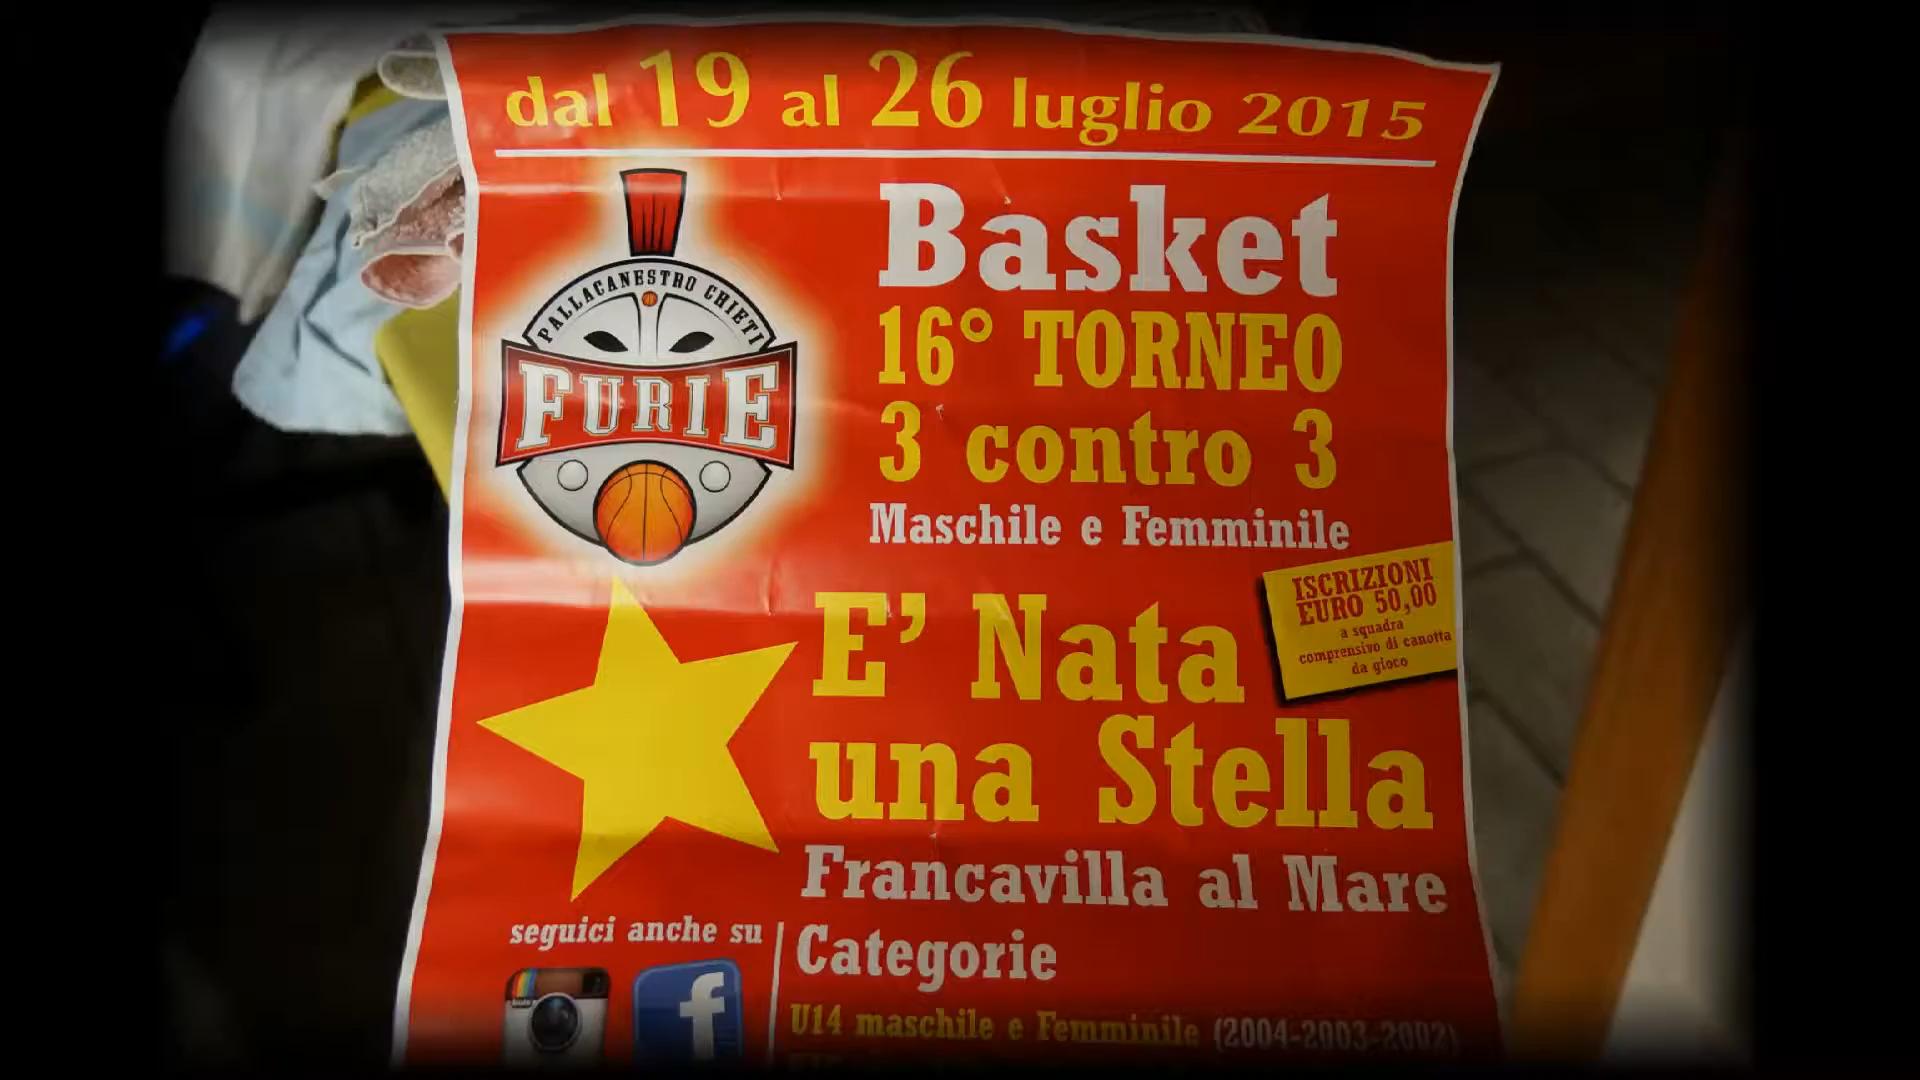 dal 19 al 26 luglio 2015
PALLACANESTRO CHIETI
FURIE
Basket
16° TORNEO
3 contro 3
Maschile e Femminile
ISCRIZIONI
EURO 50,00
a squadra
comprensivo di canotta
da gioco
E' Nata
una Stella
Francavilla al Mare
seguici anche su
f
Categorie
U14 maschile e Femminile (2004-2003-2002)